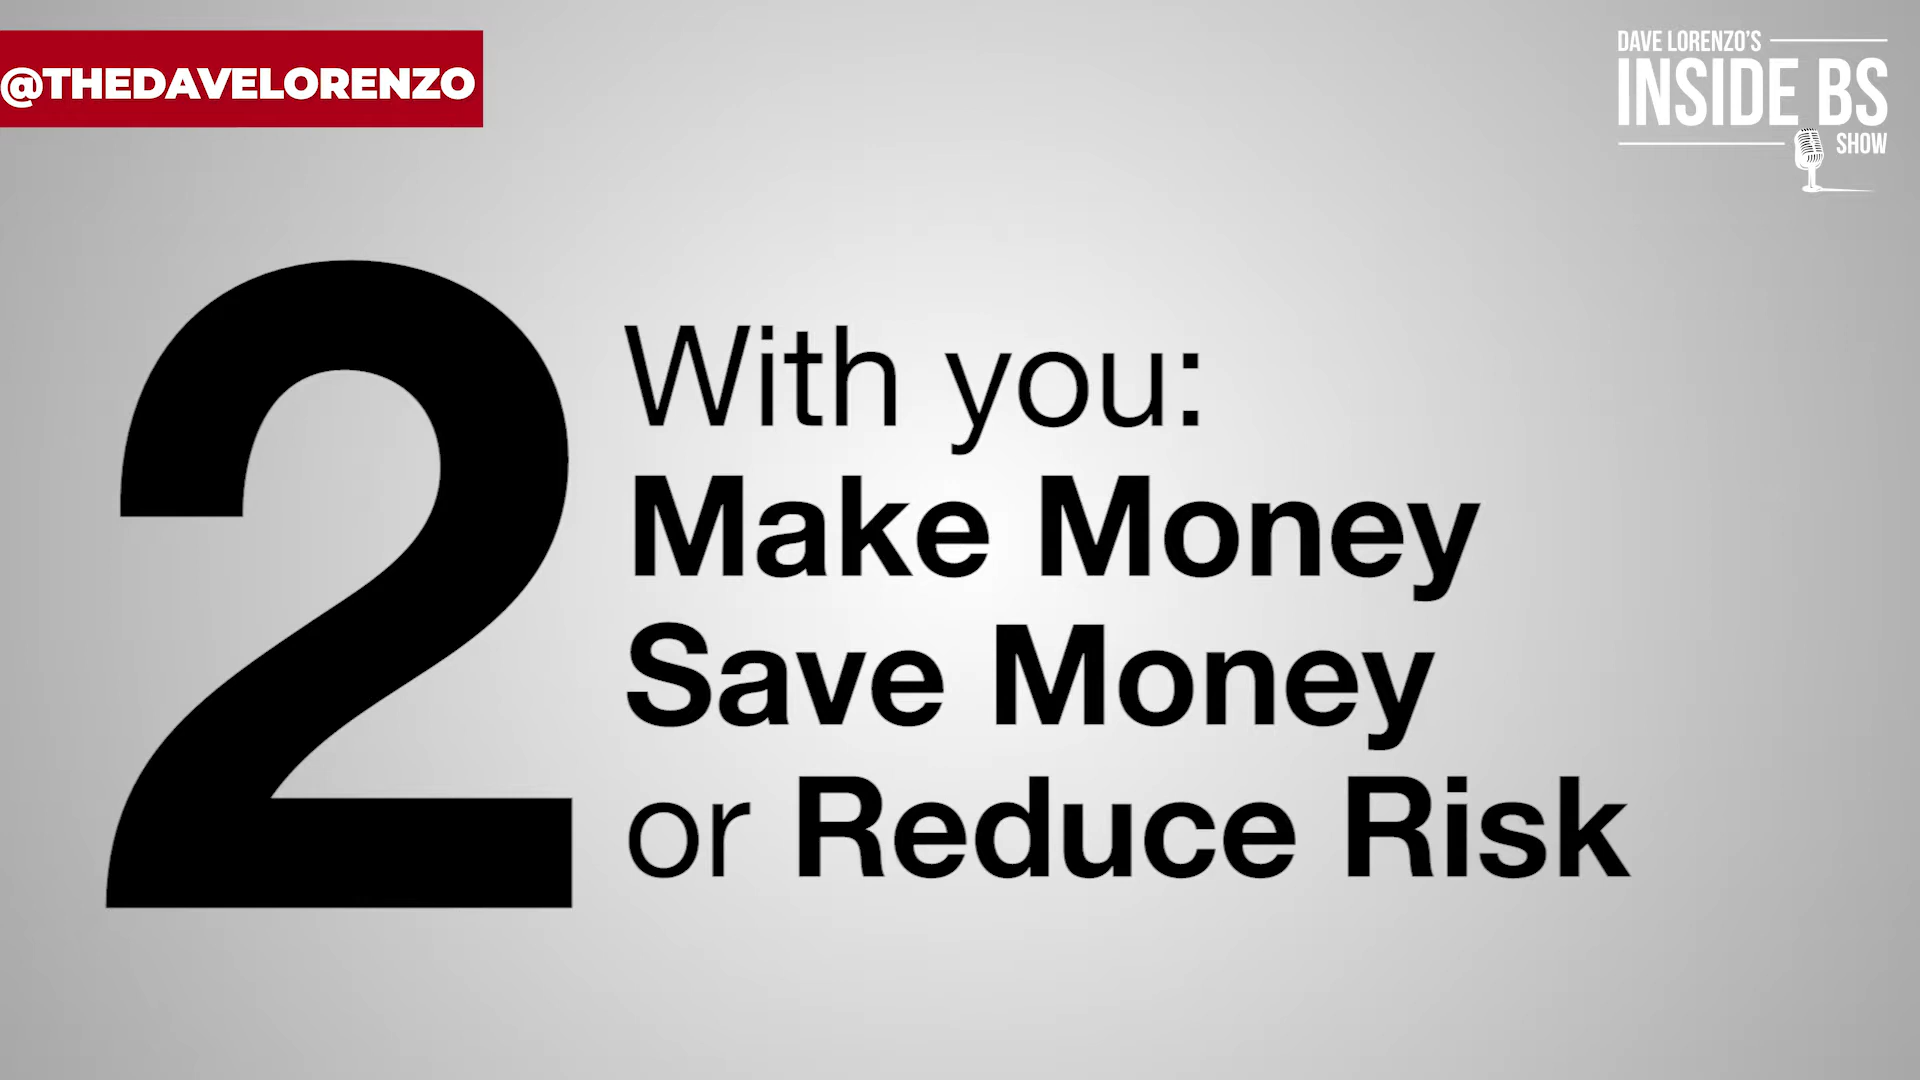 @THEDAVELORENZO
DAVE LORENZO'S
INSIDE BS
SHOW
2
With you:
Make Money
Save Money
or Reduce Risk